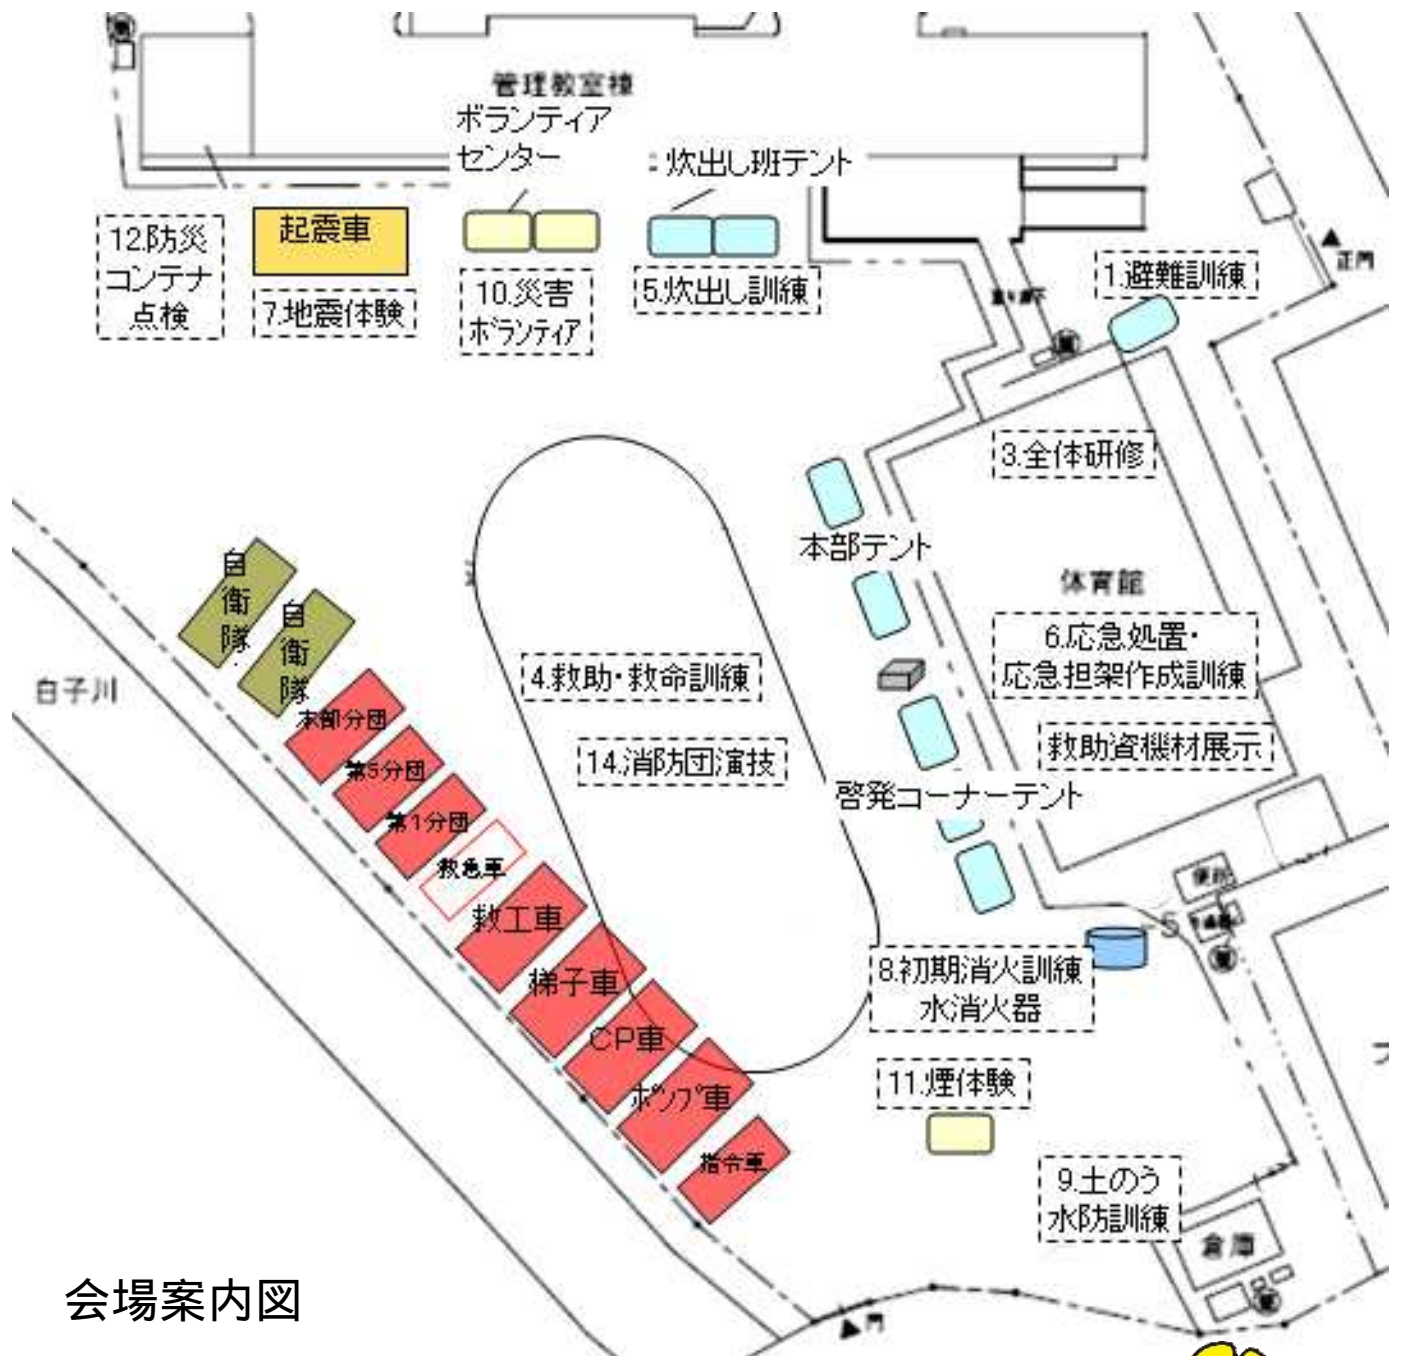 管理教室棟
ボランティア
センター
炊出し班テント
12.防災
コンテナ
点検
起震車
7.地震体験
10.災害
ボランティア
5.炊出し訓練
1.避難訓練
正門
3.全体研修
本部テント
体育館
6.応急処置・
応急担架作成訓練
救助資機材展示
4.救助・救命訓練
14.消防団演技
自衛隊
自衛隊
白子川
本部分団
第5分団
第1分団
救急車
救工車
梯子車
CP車
ポンプ車
指令車
啓発コーナーテント
便所
8.初期消火訓練
水消火器
11.煙体験
9.土のう
水防訓練
倉庫
会場案内図
門